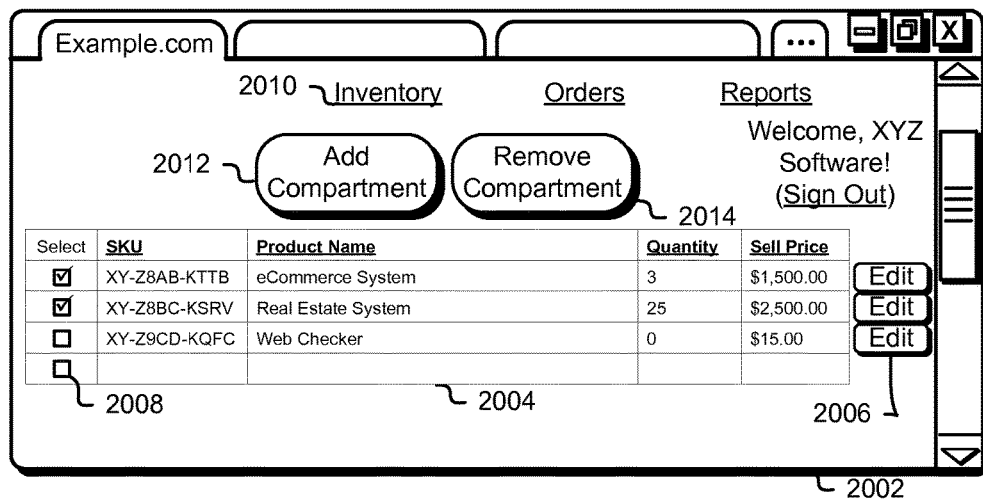 Example.com
...
X
2010 Inventory Orders Reports
Welcome, XYZ
Software!
(Sign Out)
2012
Add
Compartment
Remove
Compartment
2014
Select SKU Product Name Quantity Sell Price
XY-Z8AB-KTTB eCommerce System 3 $1,500.00 Edit
XY-Z8BC-KSRV Real Estate System 25 $2,500.00 Edit
XY-Z9CD-KQFC Web Checker 0 $15.00 Edit
2008 2004 2006
2002